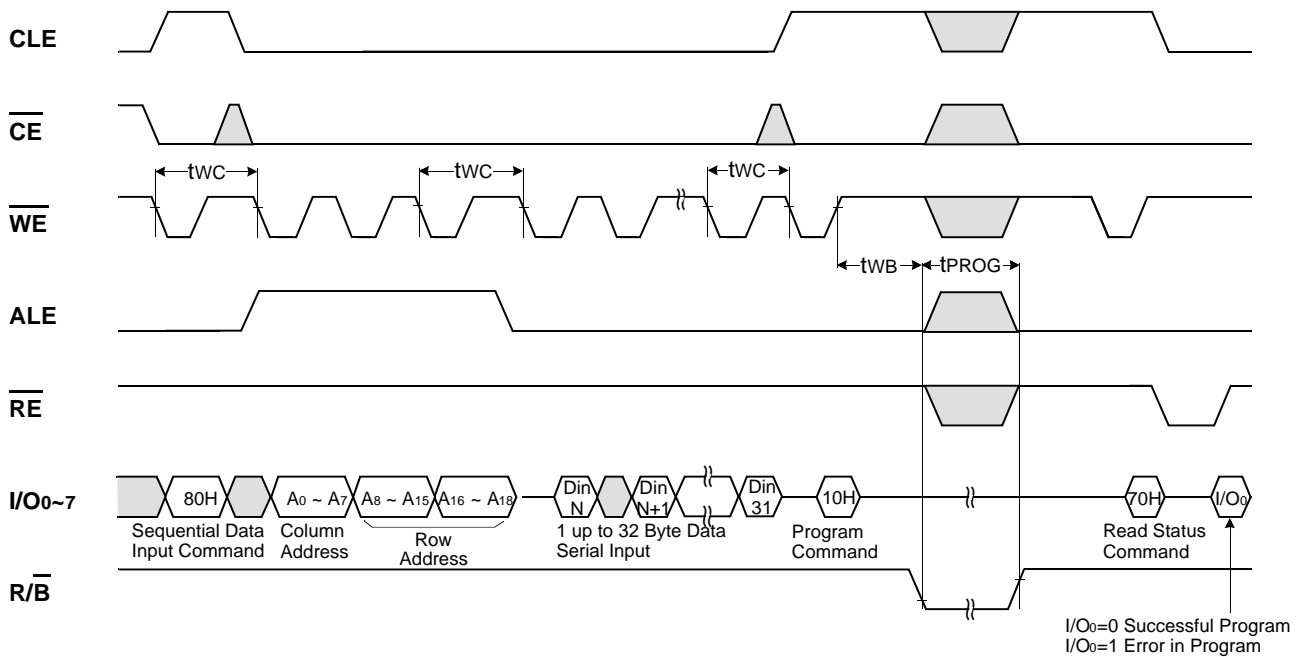 CLE
CE
tWC tWC tWC
WE
tWB tPROG
ALE
RE
I/O0~7 80H A0 ~ A7 A8 ~ A15 A16 ~ A18 Din N Din N+1 Din 31 10H 70H I/O0
Sequential Data Input Command
Column Address
Row Address
1 up to 32 Byte Data Serial Input
Program Command
Read Status Command
R/B
I/O0=0 Successful Program
I/O0=1 Error in Program